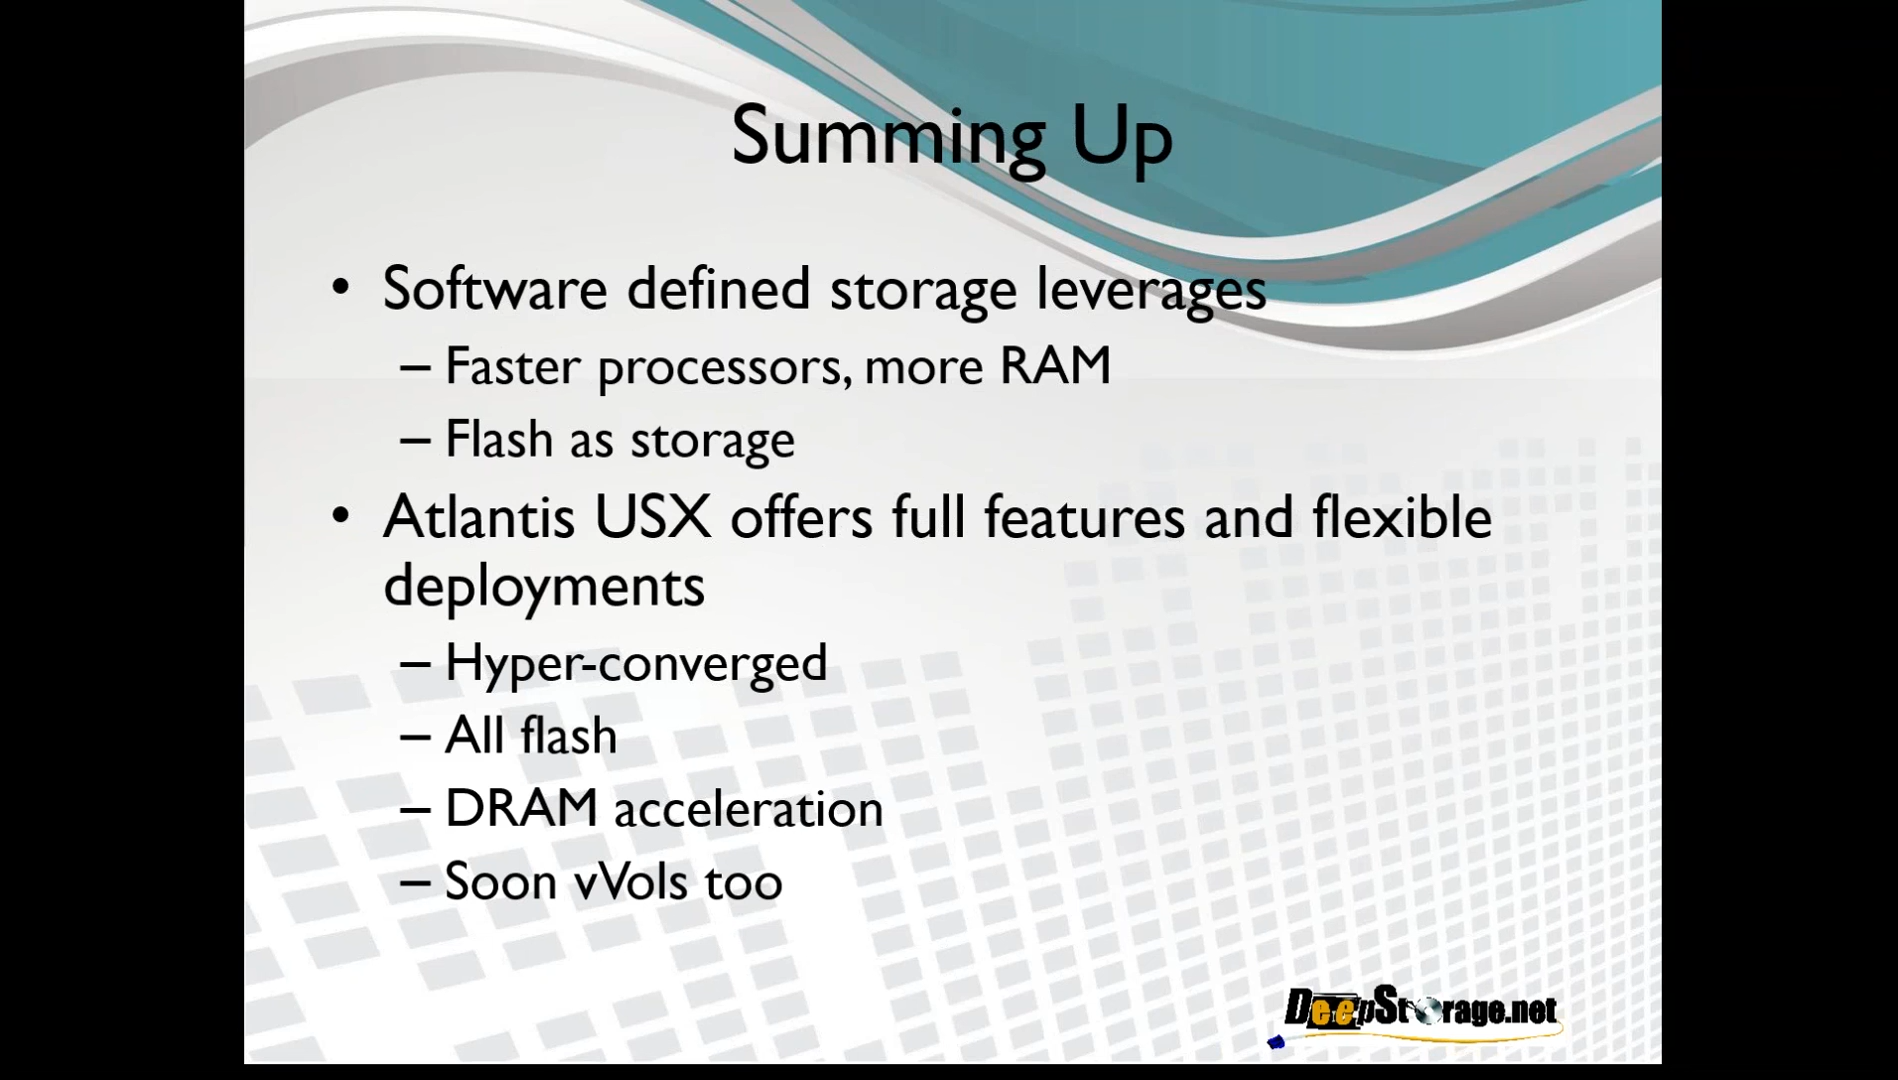 Summing Up
• Software defined storage leverages
– Faster processors, more RAM
– Flash as storage
• Atlantis USX offers full features and flexible
deployments
– Hyper-converged
– All flash
– DRAM acceleration
– Soon vVols too
DeepStorage.net